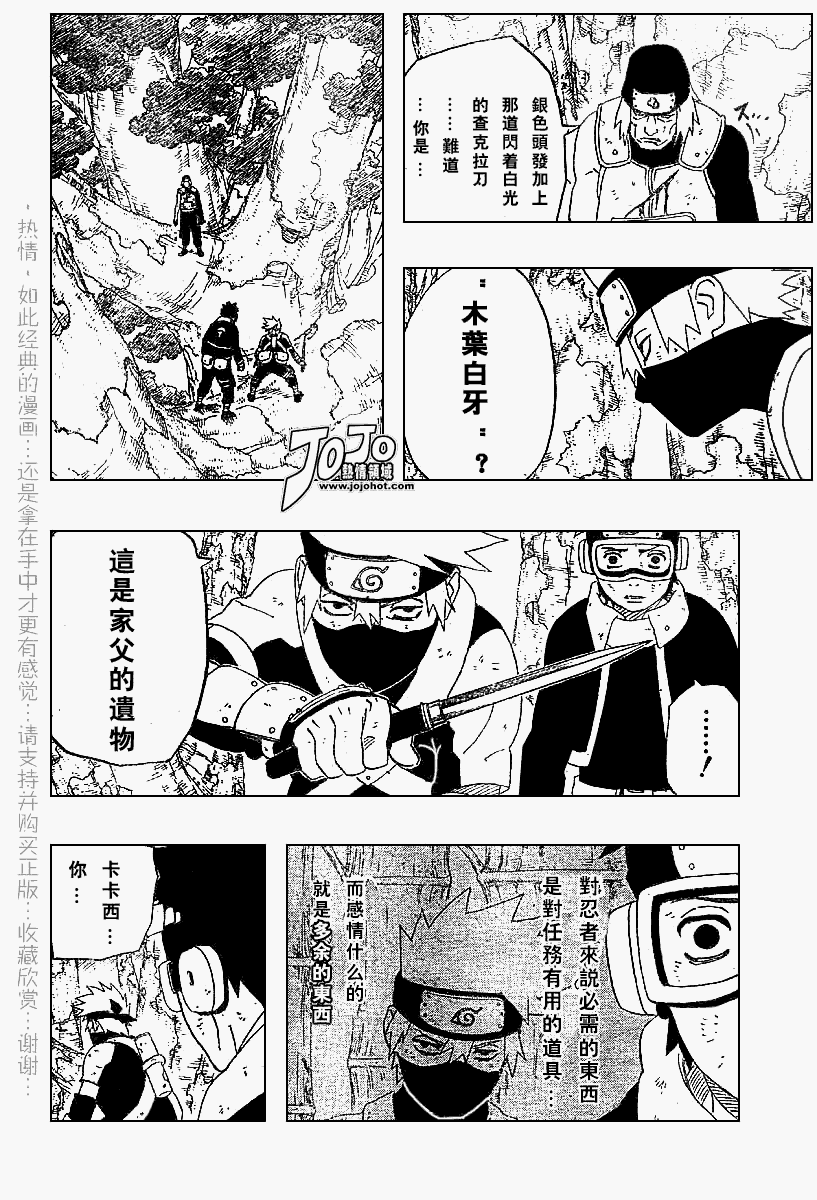 銀色頭發加上
那道閃着白光
的查克拉刀
……難道
…你是…
"木葉白牙"？
JOJO
熱情領域
www.jojohot.com
這是家父的遺物
……！
對忍者來説必需的東西
是對任務有用的道具…
而感情什么的
就是多余的東西
卡卡西…
你…
-热情-如此经典的漫画…还是拿在手中才更有感觉…请支持并购买正版…收藏欣赏…谢谢…